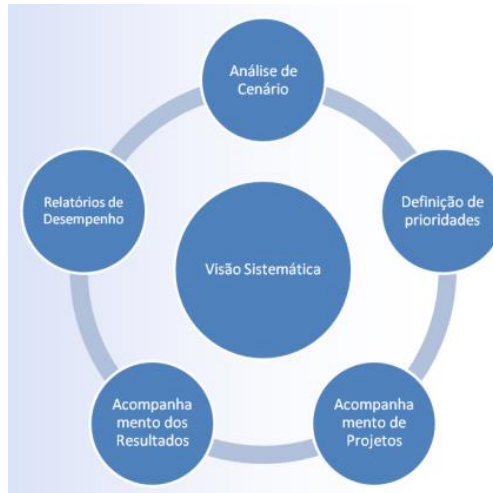 Análise de
Cenário
Definição de
prioridades
Acompanha
mento de
Projetos
Acompanha
mento dos
Resultados
Relatórios de
Desempenho
Visão Sistemática